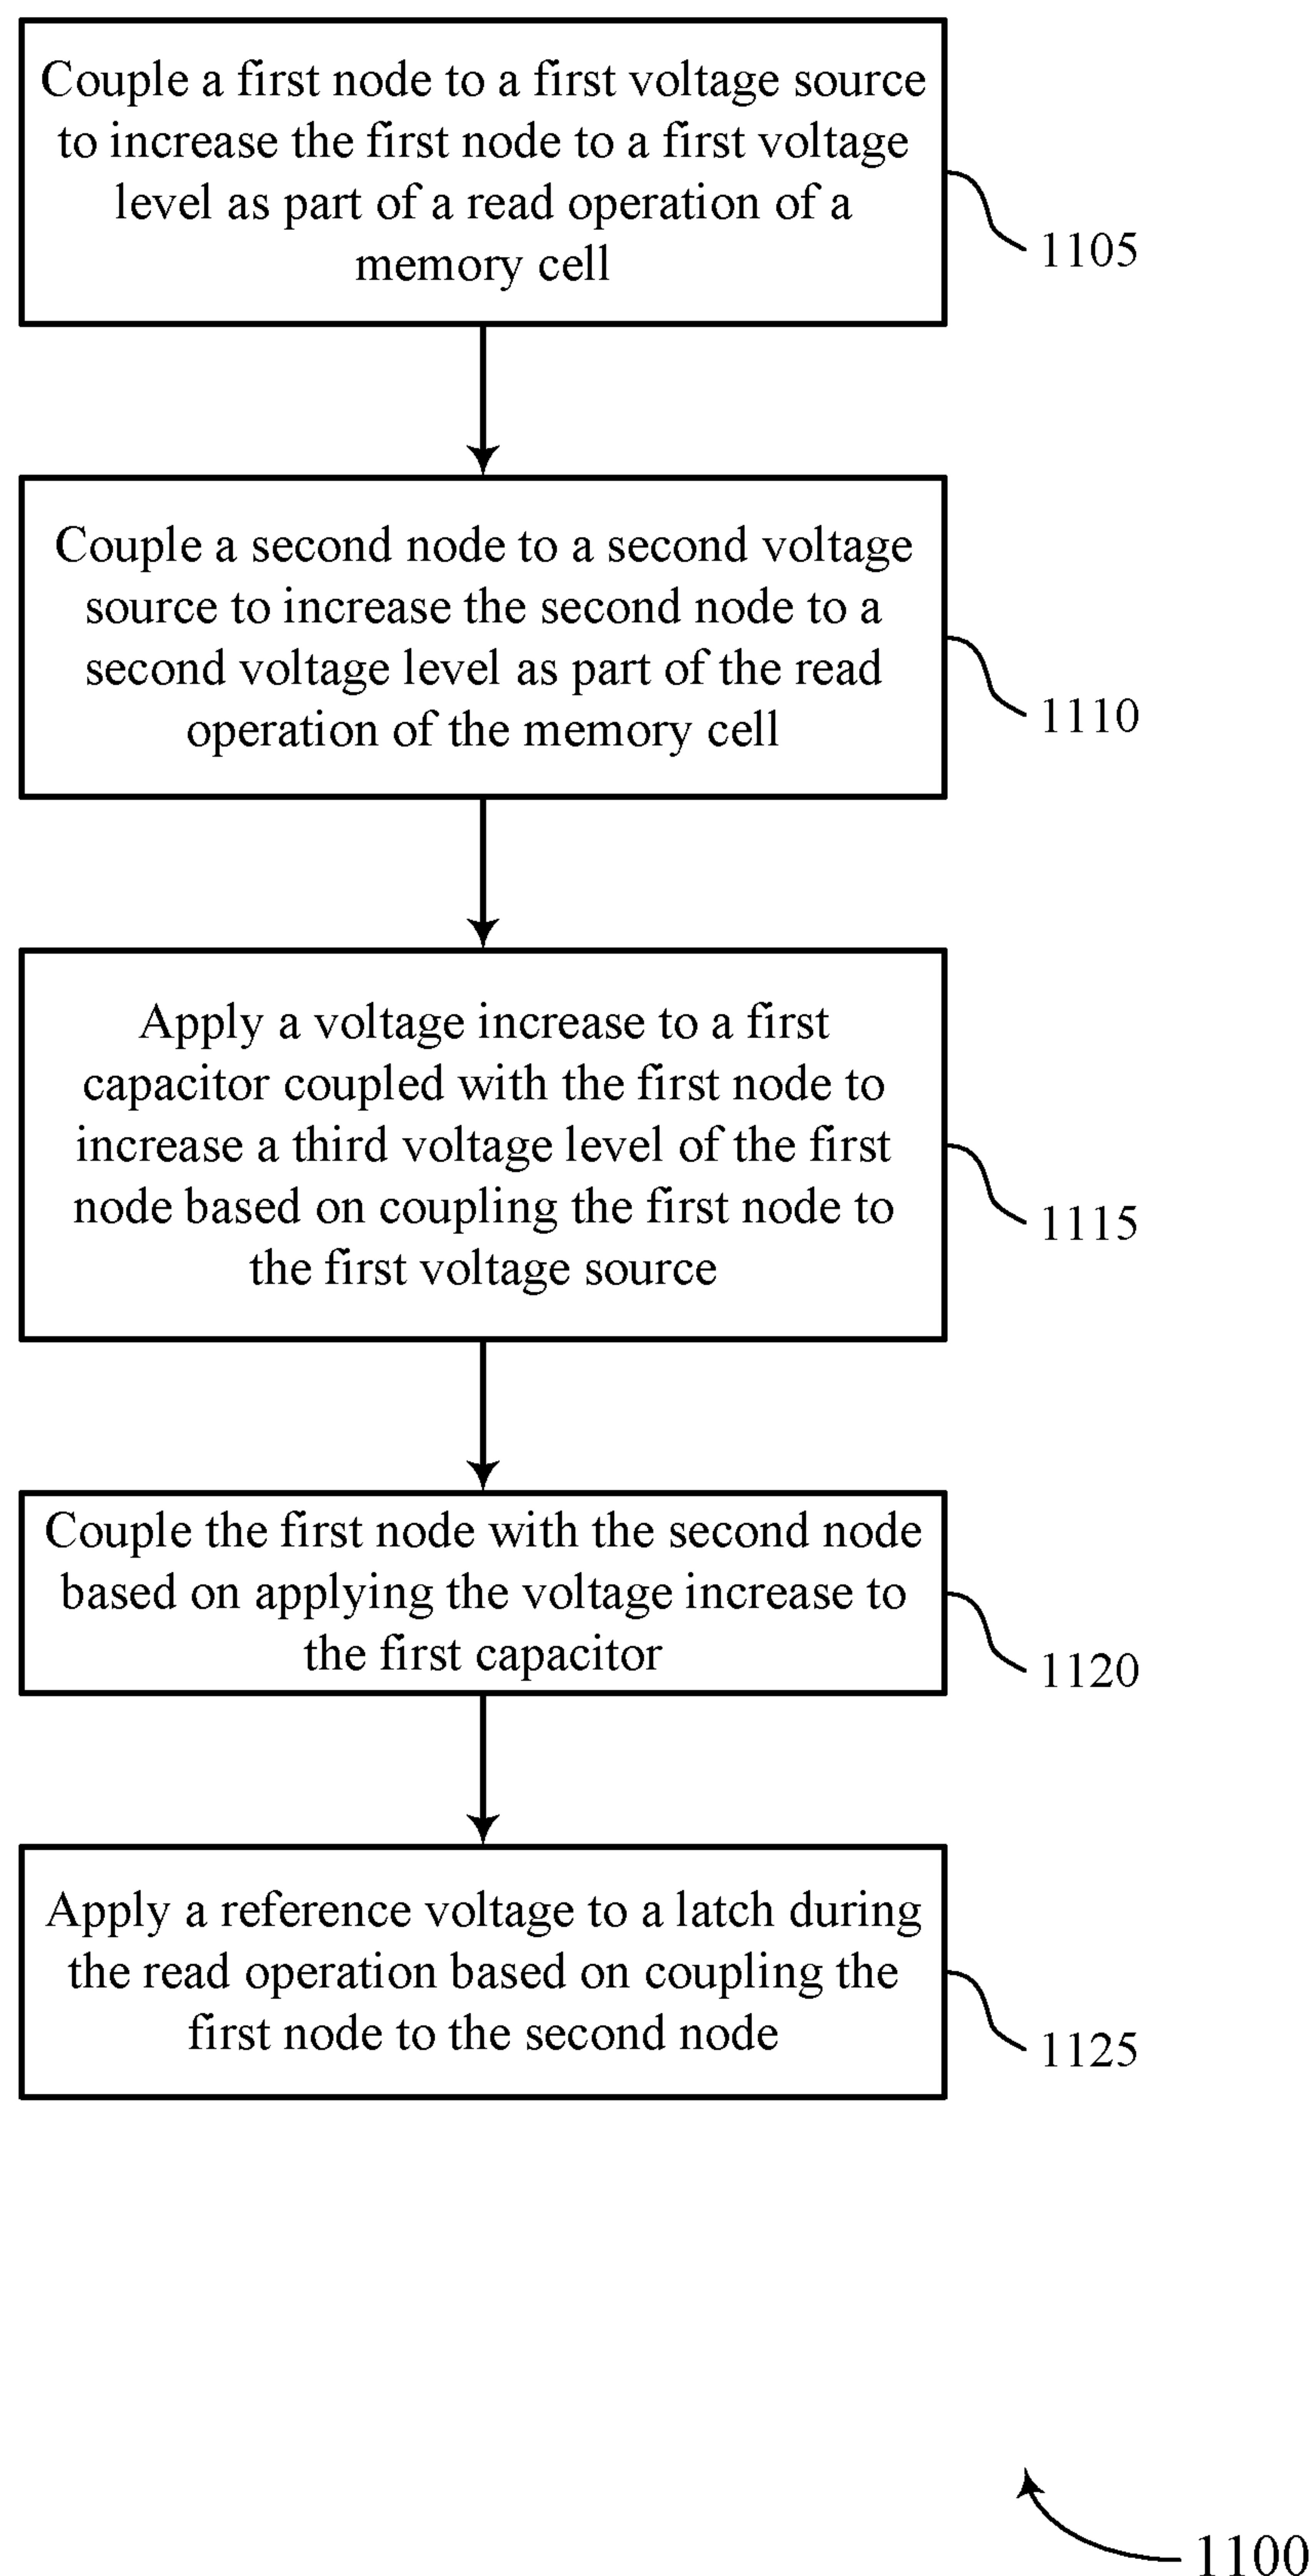 Couple a first node to a first voltage source
to increase the first node to a first voltage
level as part of a read operation of a
memory cell
1105
Couple a second node to a second voltage
source to increase the second node to a
second voltage level as part of the read
operation of the memory cell
1110
Apply a voltage increase to a first
capacitor coupled with the first node to
increase a third voltage level of the first
node based on coupling the first node to
the first voltage source
1115
Couple the first node with the second node
based on applying the voltage increase to
the first capacitor
1120
Apply a reference voltage to a latch during
the read operation based on coupling the
first node to the second node
1125
1100